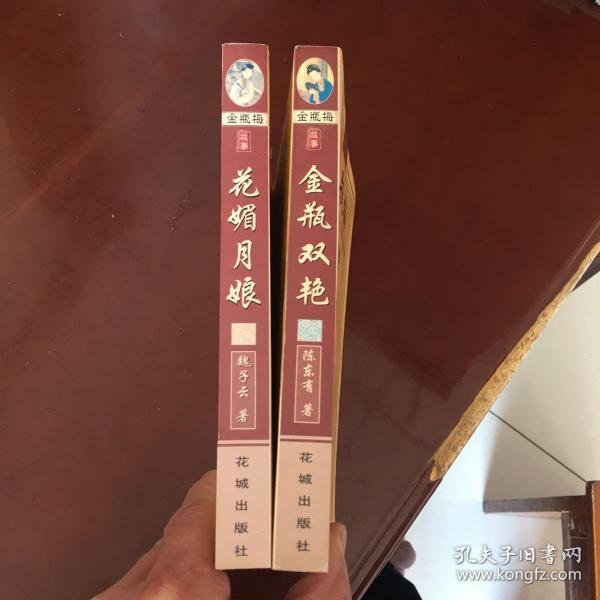 金瓶梅
故事
花媚月娘
魏子云 著
花城出版社
金瓶梅
故事
金瓶双艳
陈东有 著
花城出版社
孔夫子旧书网
www.kongfz.com